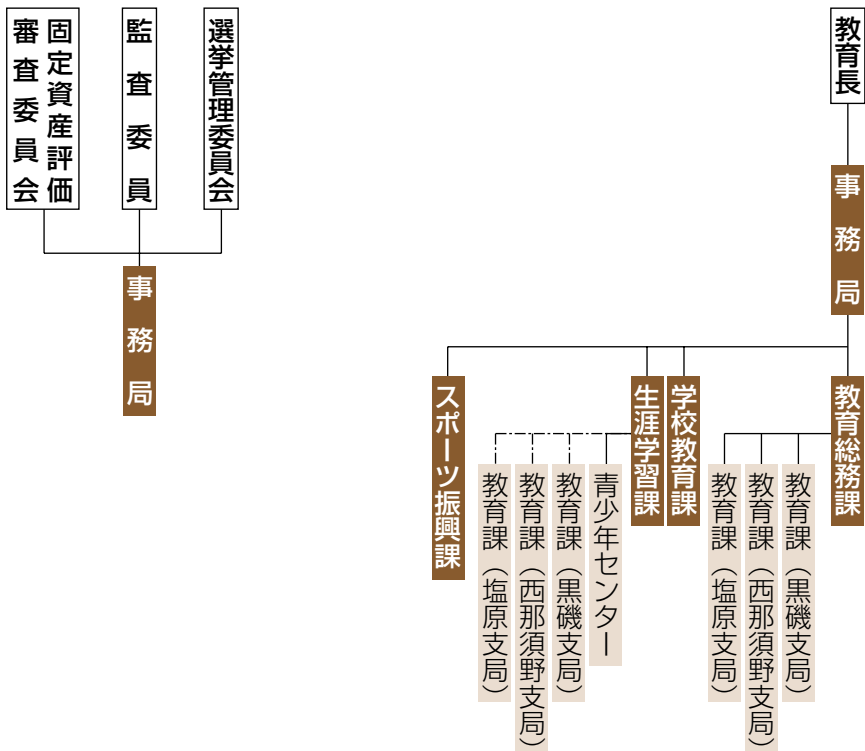 教育長
事務局
教育総務課
教育課（黒磯支局）
教育課（西那須野支局）
教育課（塩原支局）
学校教育課
生涯学習課
青少年センター
教育課（黒磯支局）
教育課（西那須野支局）
教育課（塩原支局）
スポーツ振興課
選挙管理委員会
監査委員
固定資産評価
審査委員会
事務局